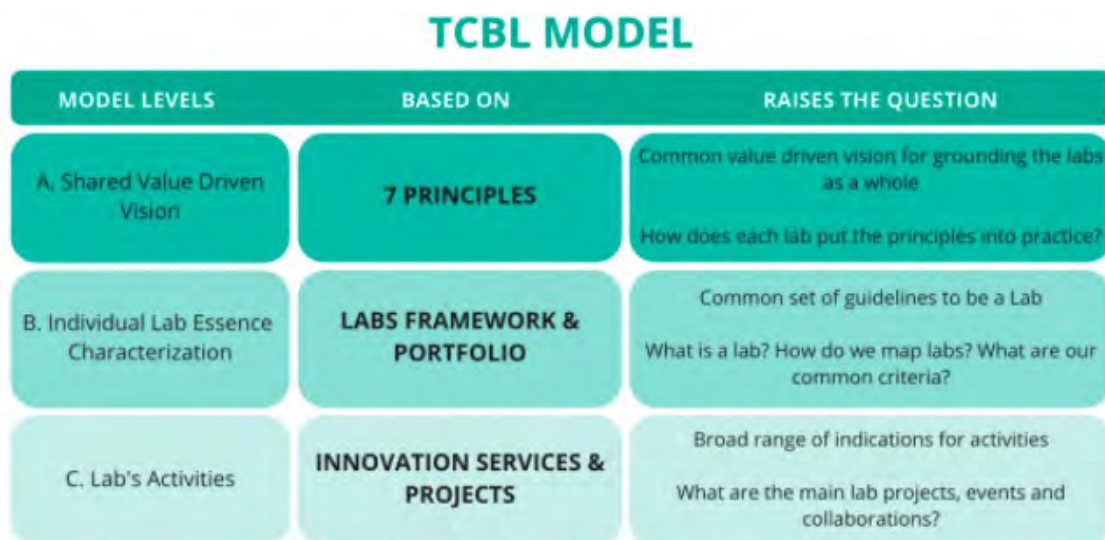 TCBL MODEL
MODEL LEVELS
BASED ON
RAISES THE QUESTION
A. Shared Value Driven
Vision
7 PRINCIPLES
Common value driven vision for grounding the labs
as a whole
How does each lab put the principles into practice?
B. Individual Lab Essence
Characterization
LABS FRAMEWORK &
PORTFOLIO
Common set of guidelines to be a Lab
What is a lab? How do we map labs? What are our
common criteria?
C. Lab's Activities
INNOVATION SERVICES &
PROJECTS
Broad range of indications for activities
What are the main lab projects, events and
collaborations?